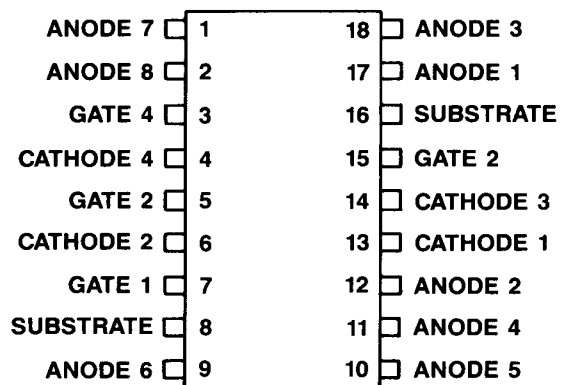 ANODE 7 1 18 ANODE 3
ANODE 8 2 17 ANODE 1
GATE 4 3 16 SUBSTRATE
CATHODE 4 4 15 GATE 2
GATE 2 5 14 CATHODE 3
CATHODE 2 6 13 CATHODE 1
GATE 1 7 12 ANODE 2
SUBSTRATE 8 11 ANODE 4
ANODE 6 9 10 ANODE 5